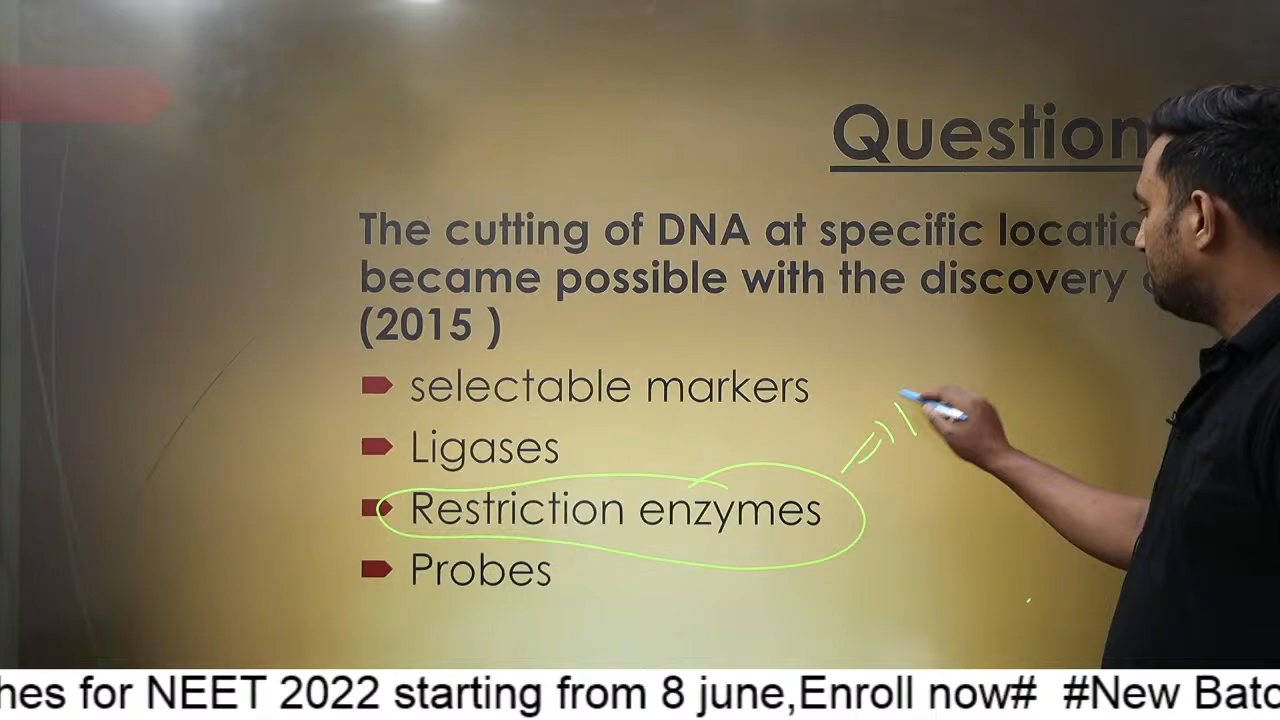 Question
The cutting of DNA at specific locatio
became possible with the discovery
(2015 )
selectable markers
Ligases
Restriction enzymes
Probes
hes for NEET 2022 starting from 8 june,Enroll now# #New Batc